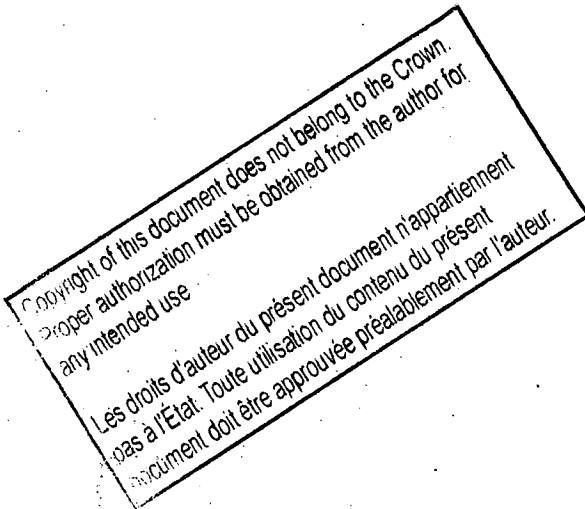 Copyright of this document does not belong to the Crown.
Proper authorization must be obtained from the author for
any intended use
Les droits d'auteur du présent document n'appartiennent
pas à l'État. Toute utilisation du contenu du présent
document doit être approuvée préalablement par l'auteur.